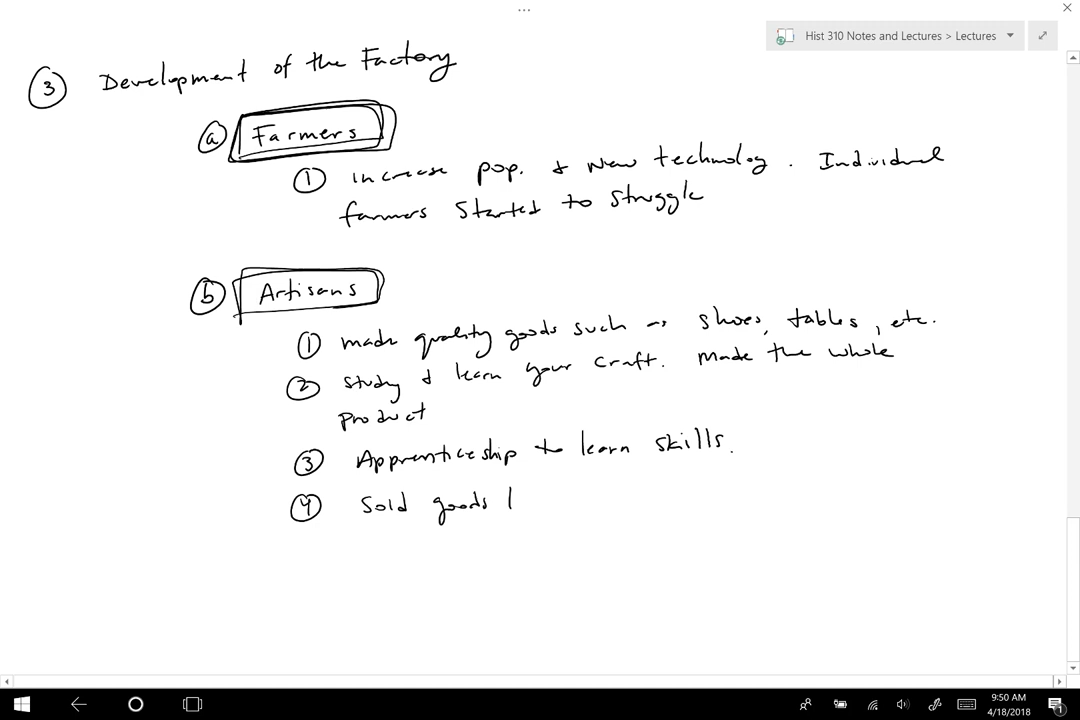 Hist 310 Notes and Lectures > Lectures
③ Development of the Factory
ⓐ Farmers
① increase pop. & New technology. Individual
farmers started to struggle
ⓑ Artisans
① made quality goods such as shoes, tables, etc.
② study & learn your craft. made the whole
product
③ Apprenticeship to learn skills.
④ Sold goods l
9:50 AM
4/18/2018
1